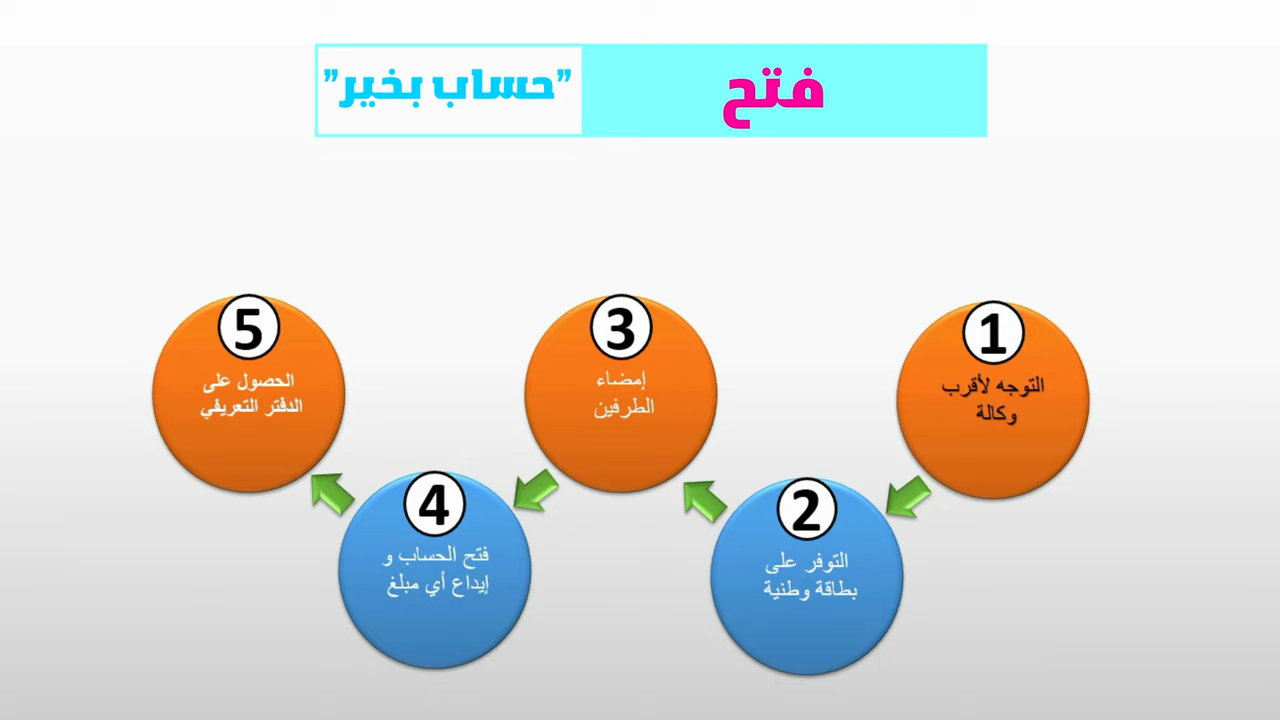 فتح
"حساب بخير"
1
التوجه لأقرب
وكالة
2
التوفر على
بطاقة وطنية
3
إمضاء
الطرفين
4
فتح الحساب و
إيداع أي مبلغ
5
الحصول على
الدفتر التعريفي